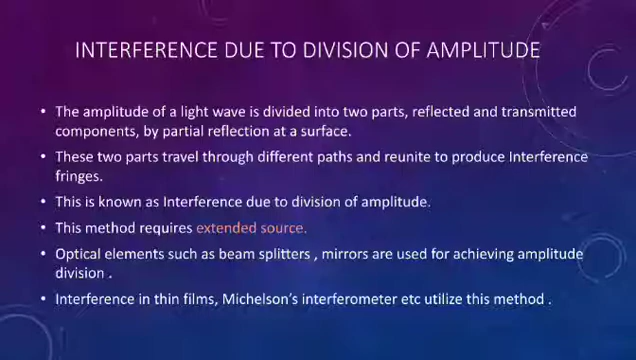 INTERFERENCE DUE TO DIVISION OF AMPLITUDE
• The amplitude of a light wave is divided into two parts, reflected and transmitted
components, by partial reflection at a surface.
• These two parts travel through different paths and reunite to produce Interference
fringes.
• This is known as Interference due to division of amplitude.
• This method requires extended source.
• Optical elements such as beam splitters , mirrors are used for achieving amplitude
division .
• Interference in thin films, Michelson's interferometer etc utilize this method .